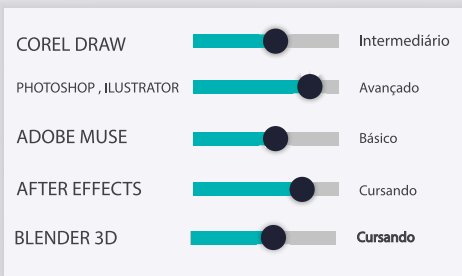 COREL DRAW Intermediário
PHOTOSHOP , ILUSTRATOR Avançado
ADOBE MUSE Básico
AFTER EFFECTS Cursando
BLENDER 3D Cursando